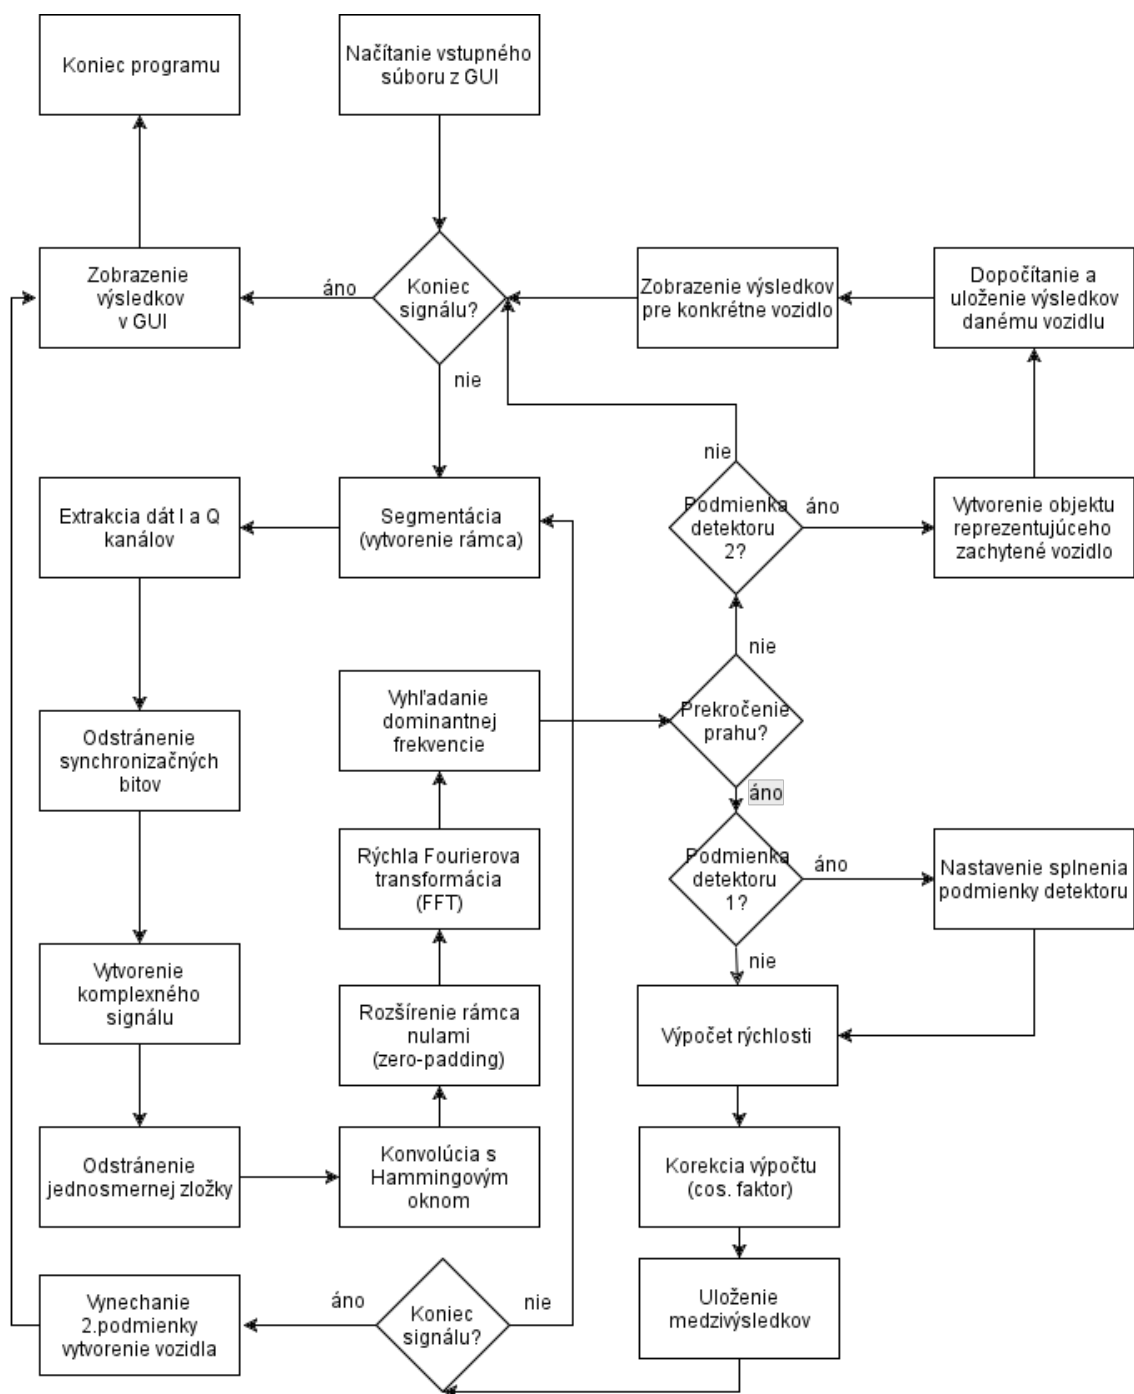 Koniec programu
Načítanie vstupného
súboru z GUI
Zobrazenie
výsledkov
v GUI
áno
Koniec
signálu?
nie
Zobrazenie výsledkov
pre konkrétne vozidlo
Dopočítanie a
uloženie výsledkov
danému vozidlu
Extrakcia dát I a Q
kanálov
Segmentácia
(vytvorenie rámca)
nie
Podmienka
detektoru
2?
áno
Vytvorenie objektu
reprezentujúceho
zachytené vozidlo
nie
Odstránenie
synchronizačných
bitov
Vyhľadanie
dominantnej
frekvencie
Prekročenie
prahu?
áno
Rýchla Fourierova
transformácia
(FFT)
Podmienka
detektoru
1?
áno
Nastavenie splnenia
podmienky detektoru
nie
Vytvorenie
komplexného
signálu
Rozšírenie rámca
nulami
(zero-padding)
Výpočet rýchlosti
Odstránenie
jednosmernej zložky
Konvolúcia s
Hammingovým
oknom
Korekcia výpočtu
(cos. faktor)
Vynechanie
2.podmienky
vytvorenie vozidla
áno
Koniec
signálu?
nie
Uloženie
medzivýsledkov